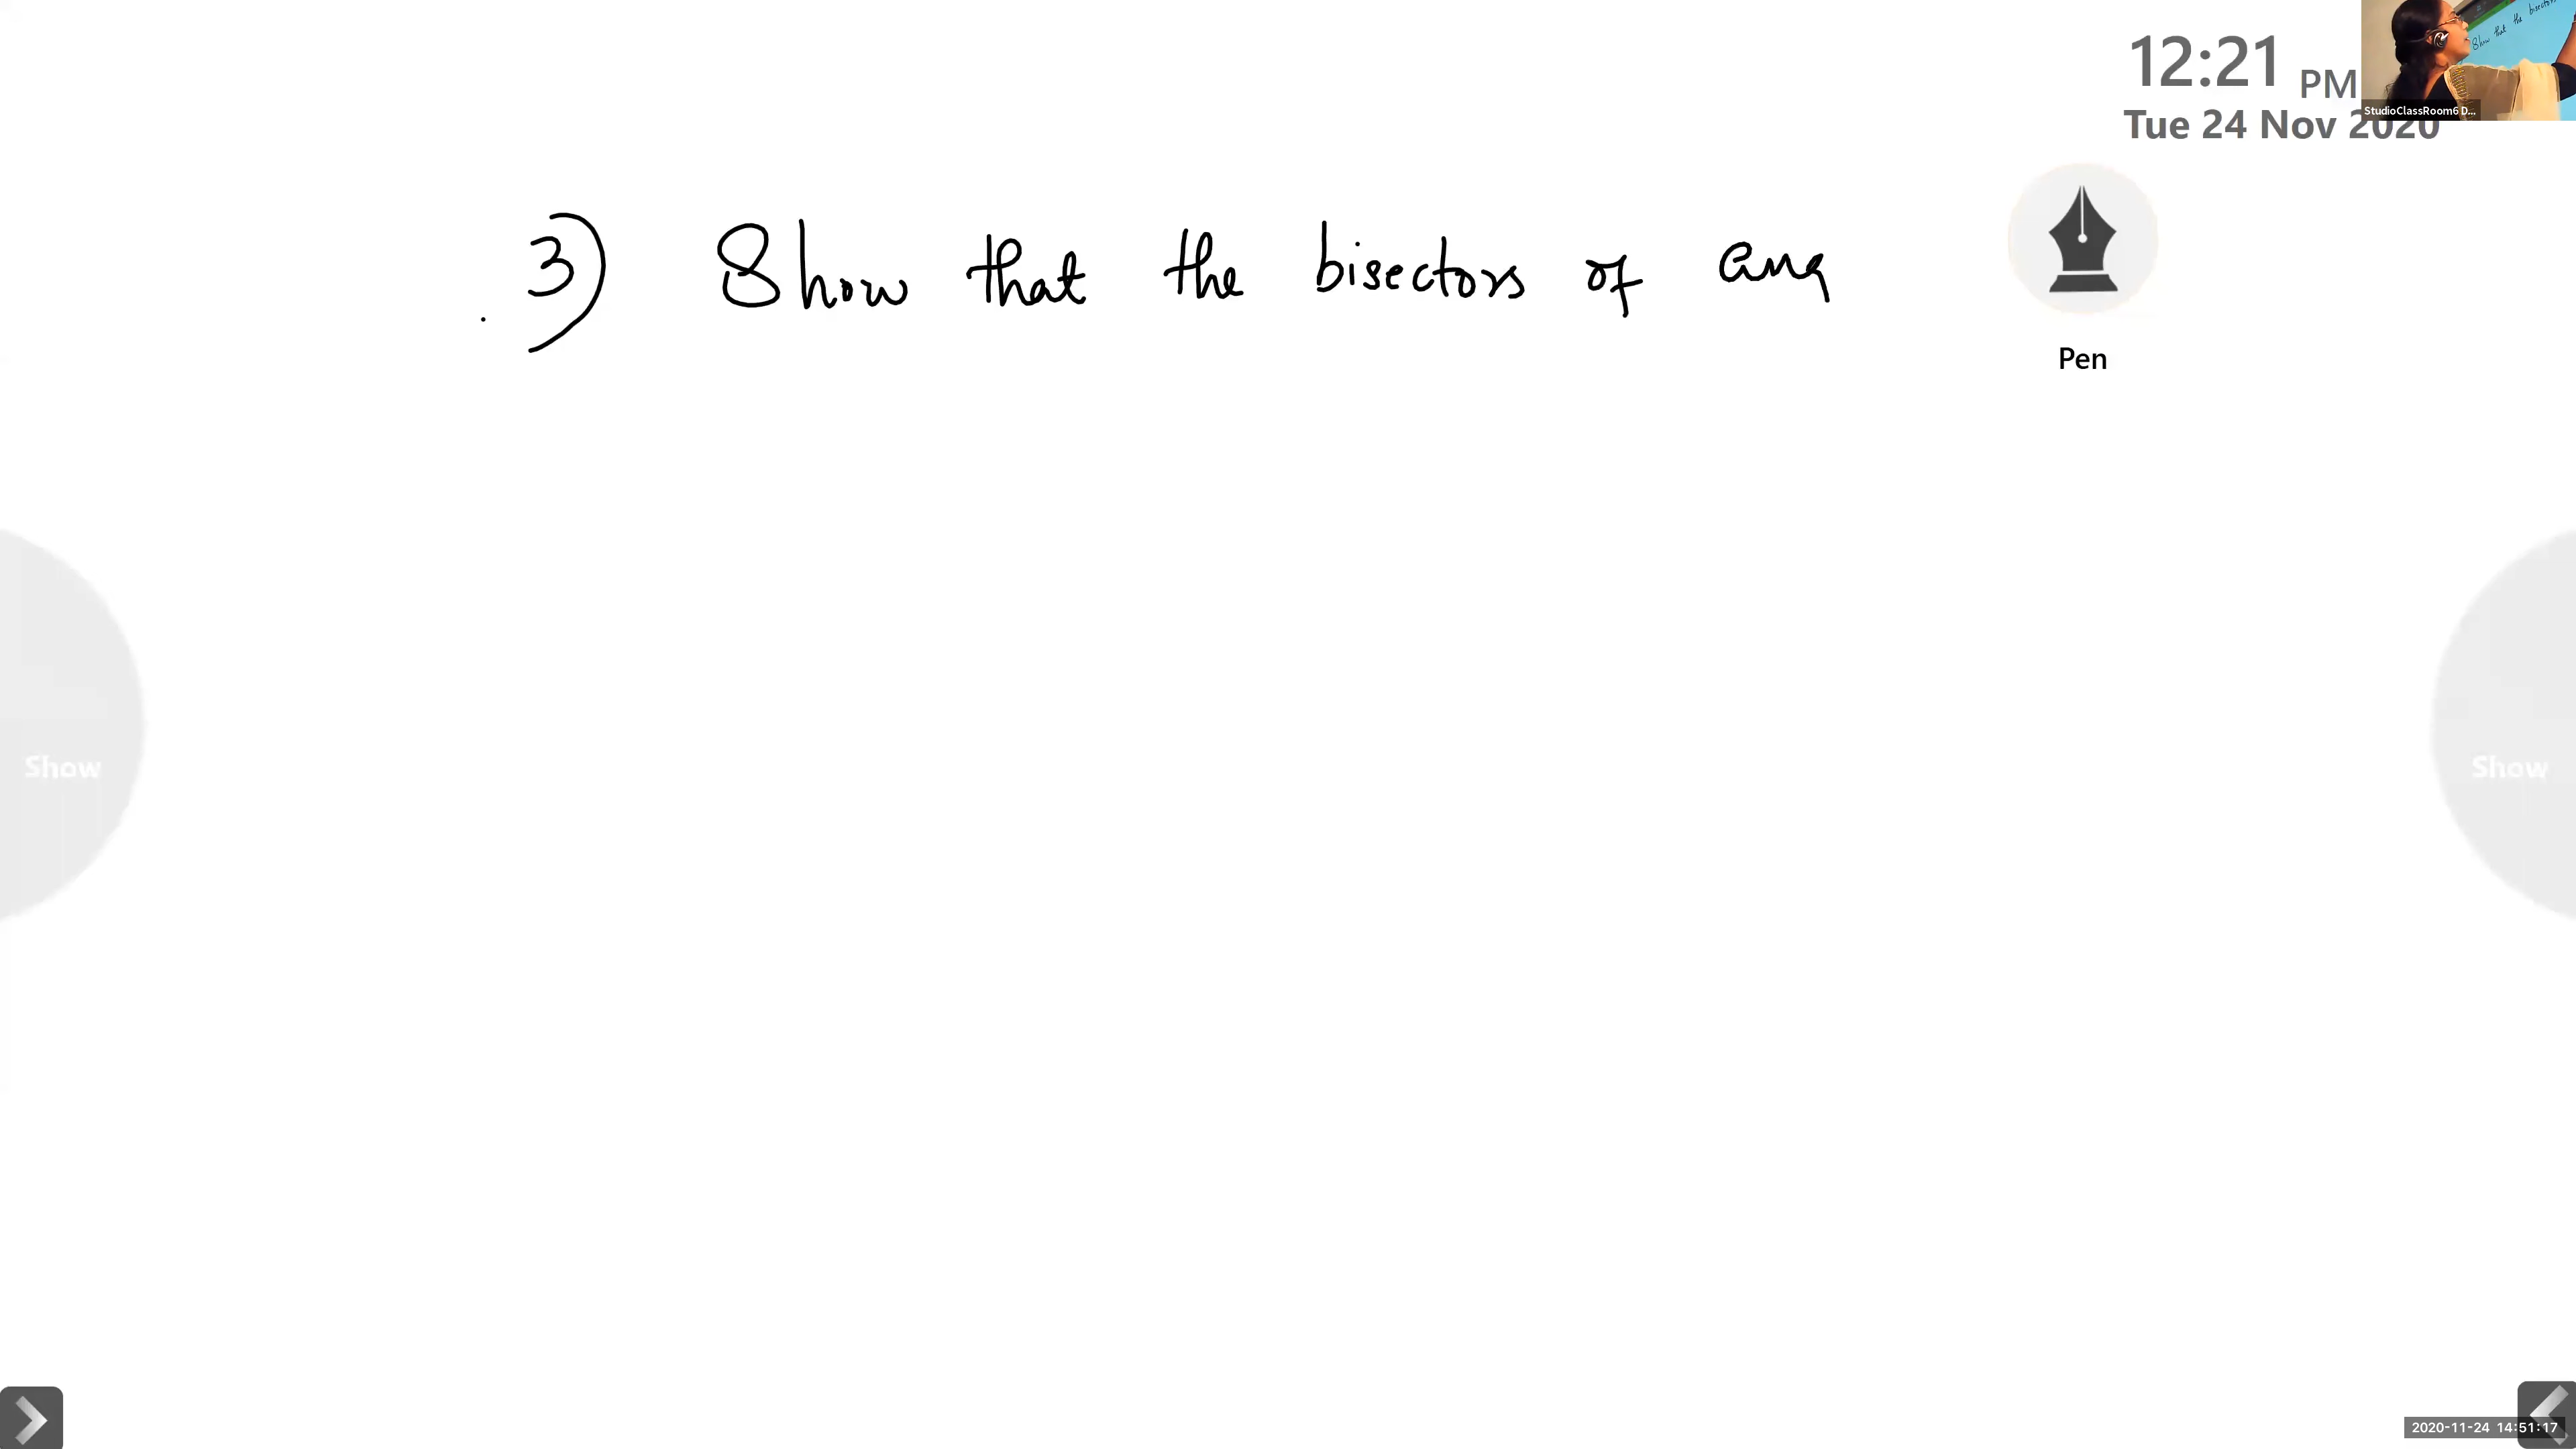 12:21 PM
StudioClassRoom6 D...
Tue 24 Nov 2020
3) Show that the bisectors of ang
Pen
Show
Show
2020-11-24 14:51:17